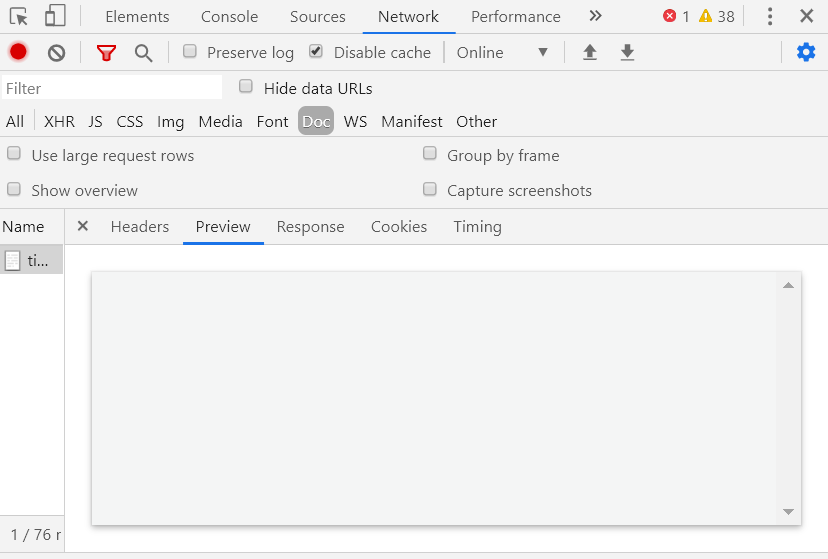 Elements Console Sources Network Performance » 1 38
Preserve log Disable cache Online
Filter Hide data URLs
All XHR JS CSS Img Media Font Doc WS Manifest Other
Use large request rows Group by frame
Show overview Capture screenshots
Name Headers Preview Response Cookies Timing
ti...
1 / 76 r